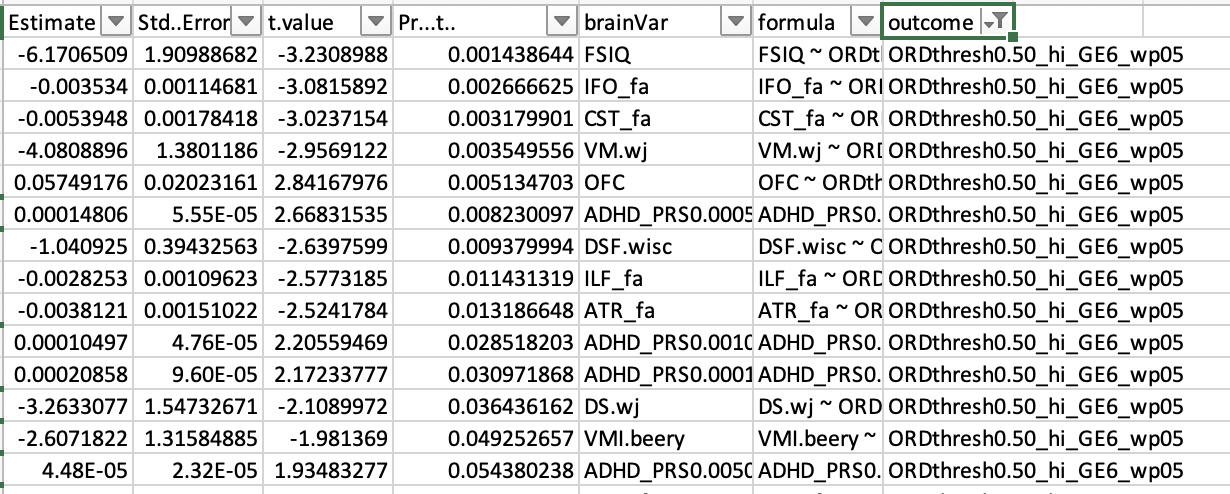 Estimate Std..Error t.value Pr...t.. brainVar formula outcome
-6.1706509 1.90988682 -3.2308988 0.001438644 FSIQ FSIQ ~ ORDt ORDthresh0.50_hi_GE6_wp05
-0.003534 0.00114681 -3.0815892 0.002666625 IFO_fa IFO_fa ~ ORI ORDthresh0.50_hi_GE6_wp05
-0.0053948 0.00178418 -3.0237154 0.003179901 CST_fa CST_fa ~ OR ORDthresh0.50_hi_GE6_wp05
-4.0808896 1.3801186 -2.9569122 0.003549556 VM.wj VM.wj ~ ORD ORDthresh0.50_hi_GE6_wp05
0.05749176 0.02023161 2.84167976 0.005134703 OFC OFC ~ ORDth ORDthresh0.50_hi_GE6_wp05
0.00014806 5.55E-05 2.66831535 0.008230097 ADHD_PRS0.0005 ADHD_PRS0. ORDthresh0.50_hi_GE6_wp05
-1.040925 0.39432563 -2.6397599 0.009379994 DSF.wisc DSF.wisc ~ O ORDthresh0.50_hi_GE6_wp05
-0.0028253 0.00109623 -2.5773185 0.011431319 ILF_fa ILF_fa ~ ORD ORDthresh0.50_hi_GE6_wp05
-0.0038121 0.00151022 -2.5241784 0.013186648 ATR_fa ATR_fa ~ OR ORDthresh0.50_hi_GE6_wp05
0.00010497 4.76E-05 2.20559469 0.028518203 ADHD_PRS0.0010 ADHD_PRS0. ORDthresh0.50_hi_GE6_wp05
0.00020858 9.60E-05 2.17233777 0.030971868 ADHD_PRS0.0001 ADHD_PRS0. ORDthresh0.50_hi_GE6_wp05
-3.2633077 1.54732671 -2.1089972 0.036436162 DS.wj DS.wj ~ ORD ORDthresh0.50_hi_GE6_wp05
-2.6071822 1.31584885 -1.981369 0.049252657 VMI.beery VMI.beery ~ ORDthresh0.50_hi_GE6_wp05
4.48E-05 2.32E-05 1.93483277 0.054380238 ADHD_PRS0.0050 ADHD_PRS0. ORDthresh0.50_hi_GE6_wp05